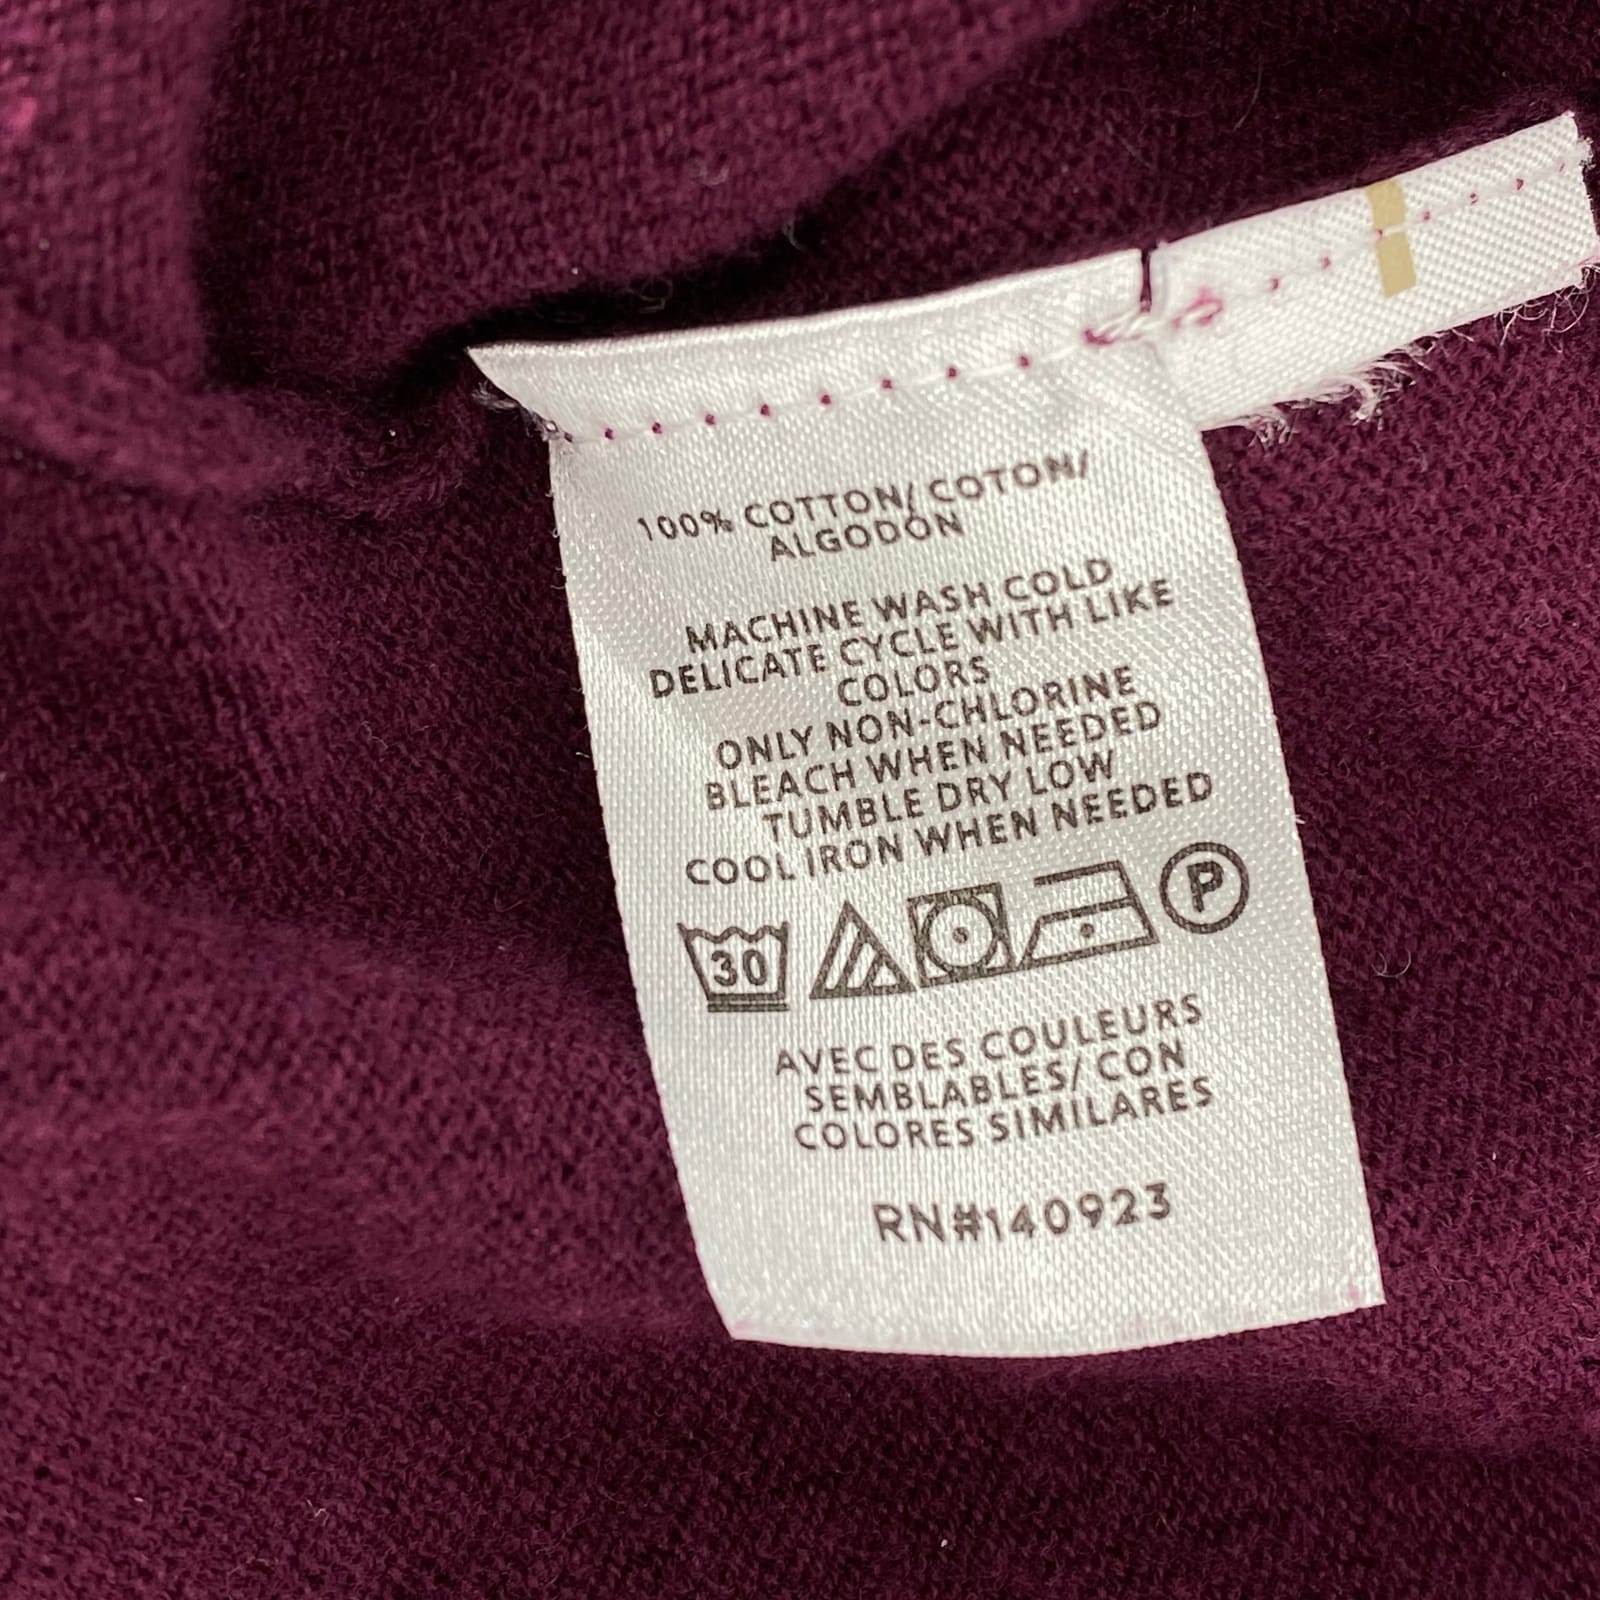 100% COTTON/ COTON/
ALGODÓN
MACHINE WASH COLD
DELICATE CYCLE WITH LIKE
COLORS
ONLY NON-CHLORINE
BLEACH WHEN NEEDED
TUMBLE DRY LOW
COOL IRON WHEN NEEDED
30 P
AVEC DES COULEURS
SEMBLABLES/ CON
COLORES SIMILARES
RN#140923